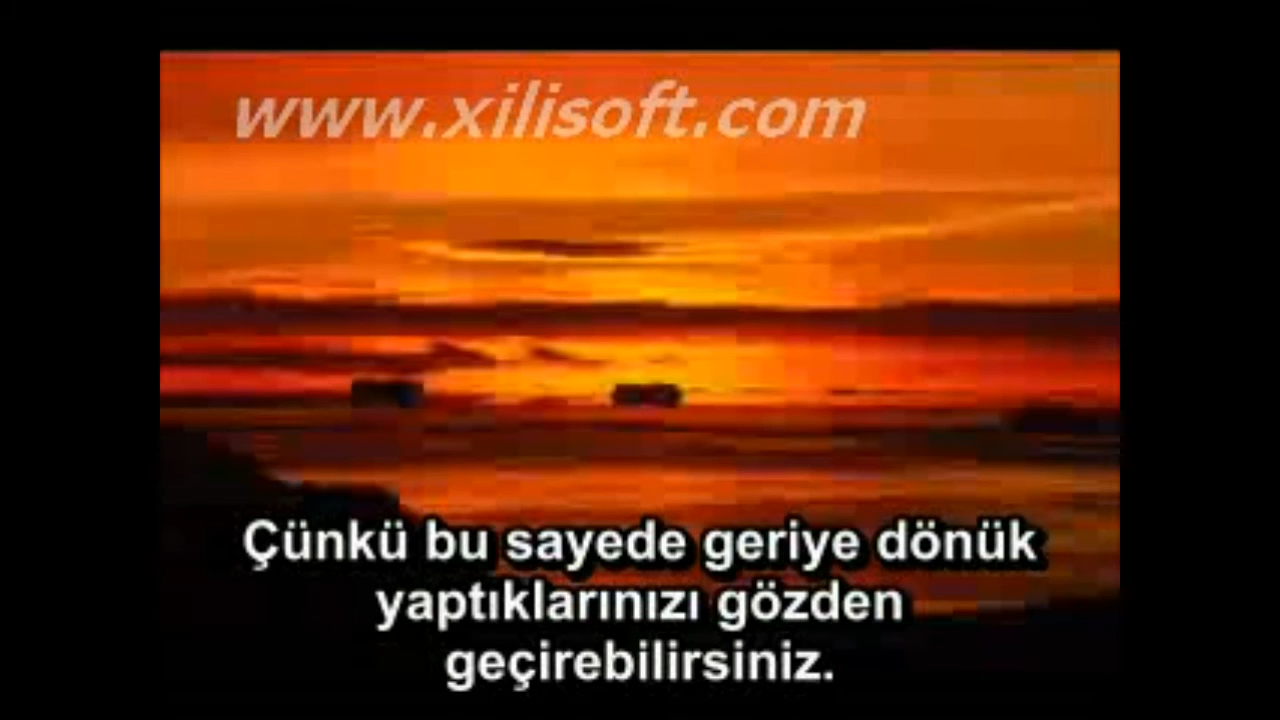 www.xilisoft.com
Çünkü bu sayede geriye dönük
yaptıklarınızı gözden
geçirebilirsiniz.